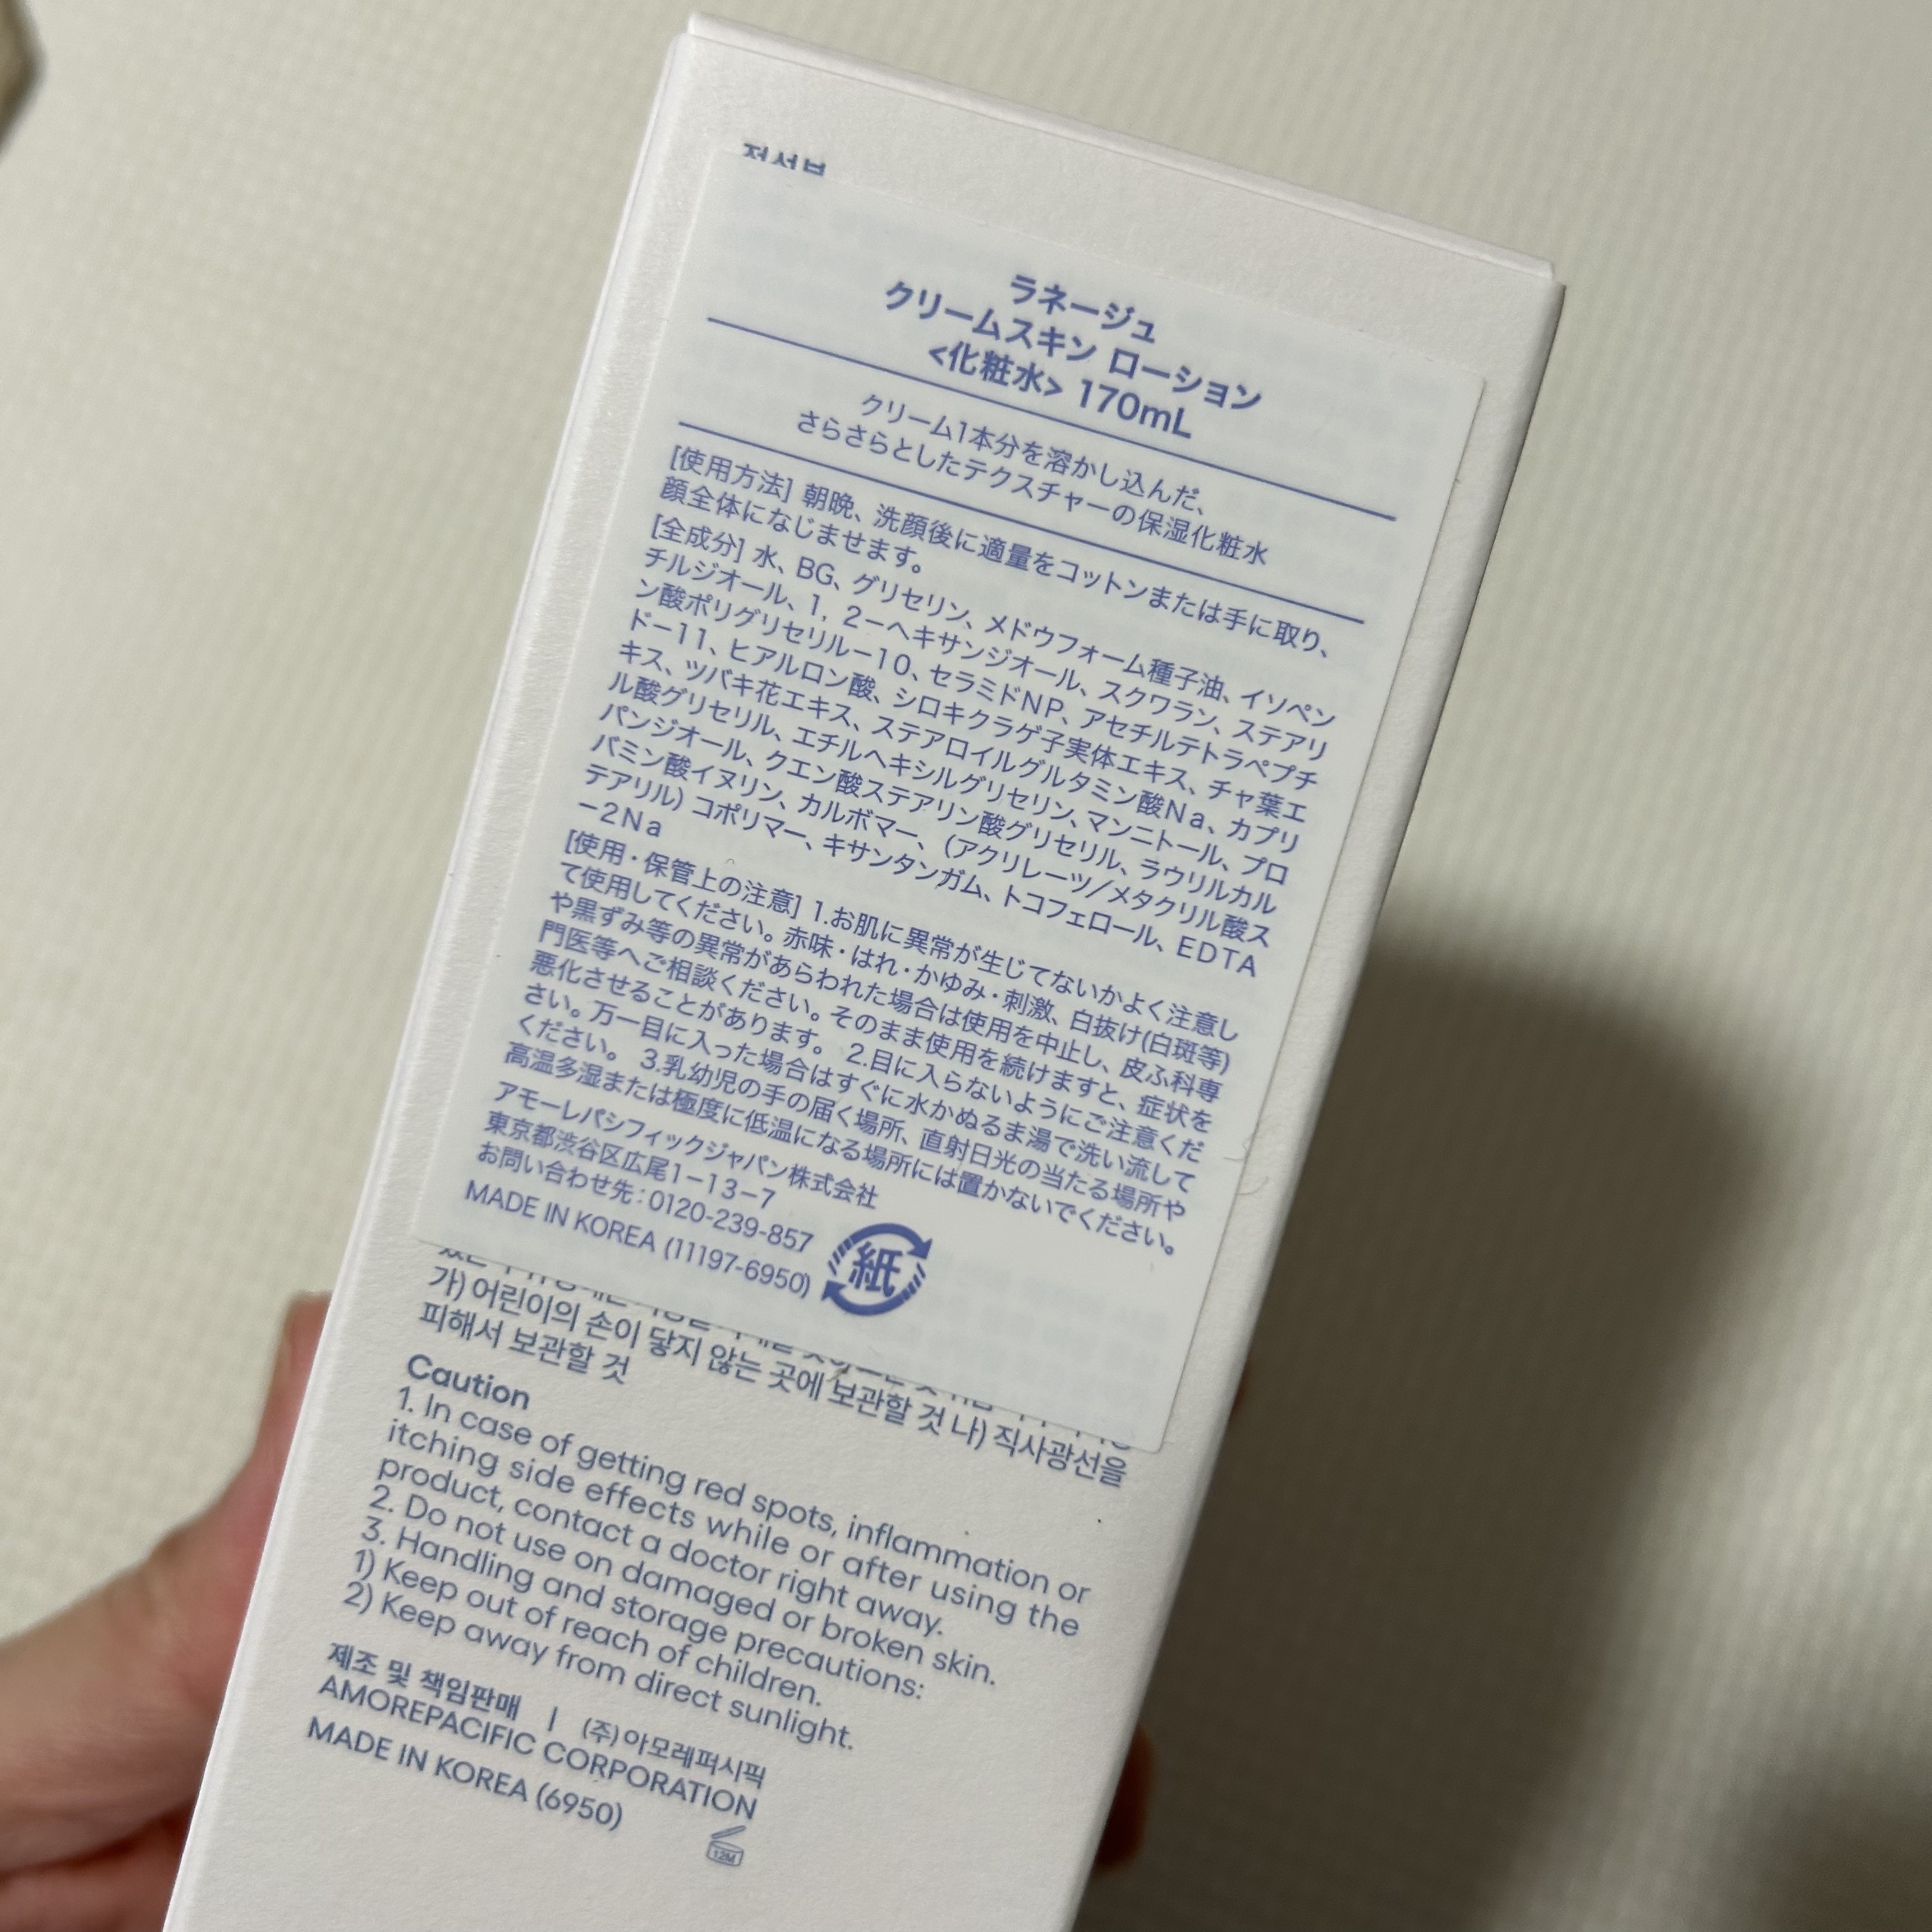 ラネージュ
クリームスキン ローション
<化粧水> 170mL
クリーム1本分を溶かし込んだ、
さらさらとしたテクスチャーの保湿化粧水
[使用方法] 朝晩、洗顔後に適量をコットンまたは手に取り、
顔全体になじませます。
[全成分] 水、BG、グリセリン、メドウフォーム種子油、イソペン
チルジオール、1，2－ヘキサンジオール、スクワラン、ステアリ
ン酸ポリグリセリル－10、セラミドNP、アセチルテトラペプチ
ド－11、ヒアルロン酸、シロキクラゲ子実体エキス、チャ葉エ
キス、ツバキ花エキス、ステアロイルグルタミン酸Na、カプリ
ル酸グリセリル、エチルヘキシルグリセリン、マンニトール、プロ
パンジオール、クエン酸ステアリン酸グリセリル、ラウリルカル
バミン酸イヌリン、カルボマー、（アクリレーツ／メタクリル酸ス
テアリル）コポリマー、キサンタンガム、トコフェロール、EDTA
－2Na
[使用・保管上の注意] 1.お肌に異常が生じてないかよく注意し
て使用してください。赤味・はれ・かゆみ・刺激、白抜け(白斑等)
や黒ずみ等の異常があらわれた場合は使用を中止し、皮ふ科専
門医等へご相談ください。そのまま使用を続けますと、症状を
悪化させることがあります。 2.目に入らないようにご注意くだ
さい。万一目に入った場合はすぐに水かぬるま湯で洗い流して
ください。 3.乳幼児の手の届く場所、直射日光の当たる場所や
高温多湿または極度に低温になる場所には置かないでください。
アモーレパシフィックジャパン株式会社
東京都渋谷区広尾1－13－7
お問い合わせ先：0120-239-857
MADE IN KOREA (11197-6950)
紙
가) 어린이의 손이 닿지 않는 곳에 보관할 것 나) 직사광선을
피해서 보관할 것
Caution
1. In case of getting red spots, inflammation or
itching side effects while or after using the
product, contact a doctor right away.
2. Do not use on damaged or broken skin.
3. Handling and storage precautions:
1) Keep out of reach of children.
2) Keep away from direct sunlight.
제조 및 책임판매 | (주)아모레퍼시픽
AMOREPACIFIC CORPORATION
MADE IN KOREA (6950)
12M